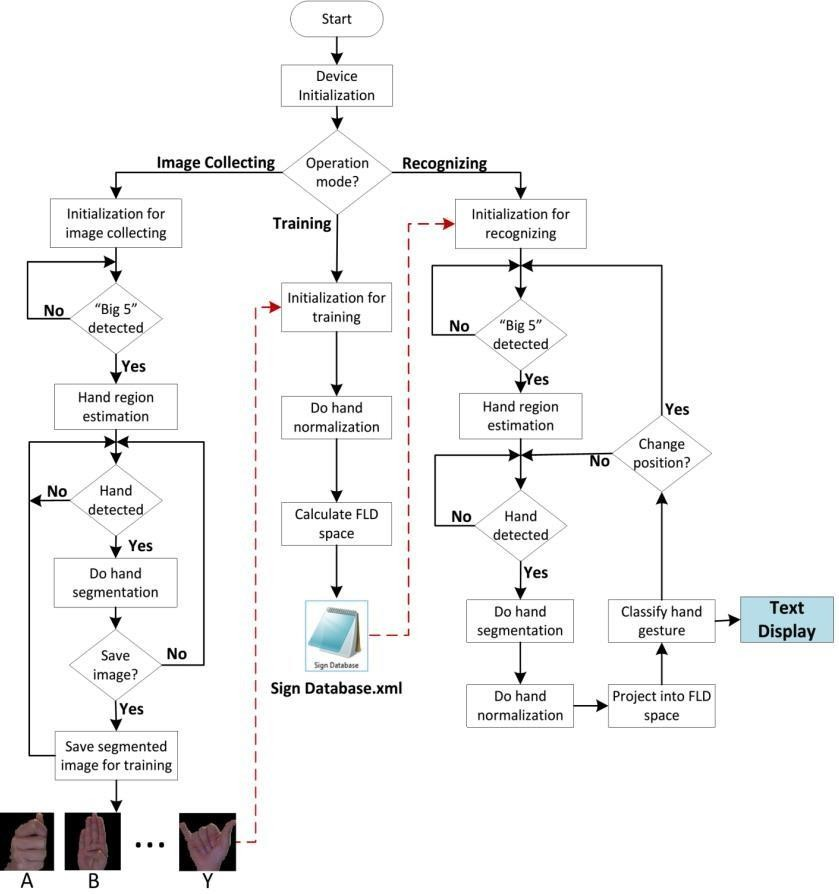 Start
Device
Initialization
Operation
mode?
Image Collecting
Training
Recognizing
Initialization for
image collecting
"Big 5"
detected
No
Yes
Hand region
estimation
Hand
detected
No
Yes
Do hand
segmentation
Save
image?
No
Yes
Save segmented
image for training
A
B
...
Y
Initialization for
training
Do hand
normalization
Calculate FLD
space
Sign Database
Sign Database.xml
Initialization for
recognizing
"Big 5"
detected
No
Yes
Hand region
estimation
Hand
detected
No
Yes
Do hand
segmentation
Do hand
normalization
Project into FLD
space
Classify hand
gesture
Text
Display
Change
position?
No
Yes